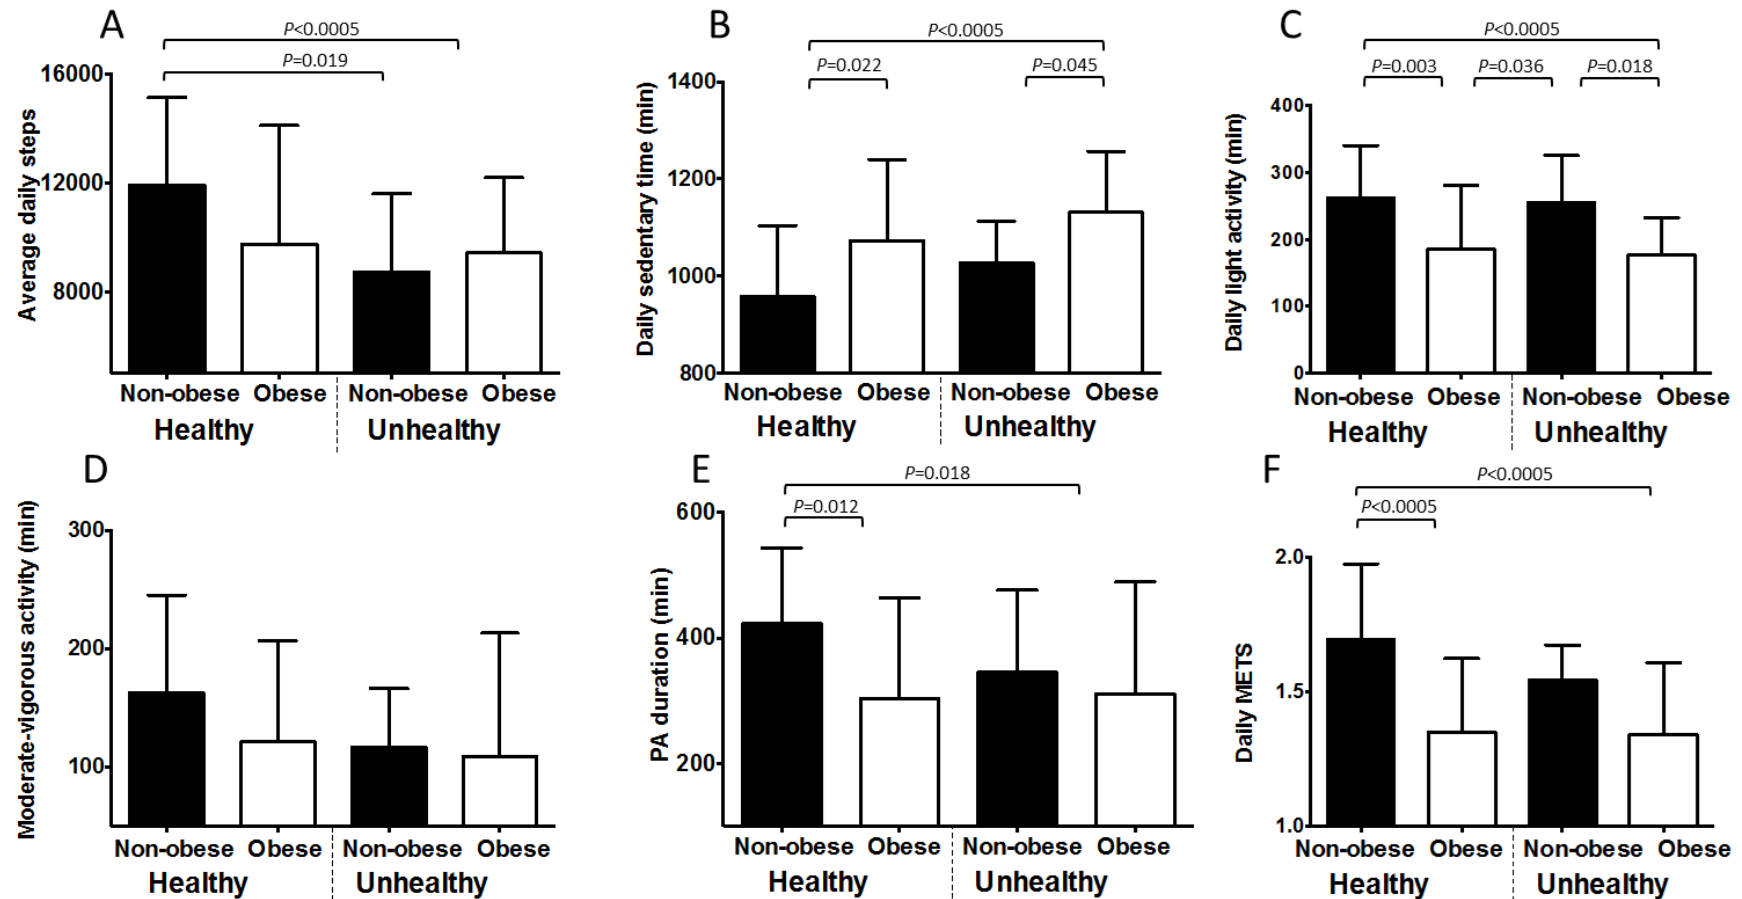 A
P<0.0005
P=0.019
Average daily steps
16000
12000
8000
Non-obese Obese Non-obese Obese
Healthy Unhealthy
B
P<0.0005
P=0.022 P=0.045
Daily sedentary time (min)
1400
1200
1000
800
Non-obese Obese Non-obese Obese
Healthy Unhealthy
C
P<0.0005
P=0.003 P=0.036 P=0.018
Daily light activity (min)
400
300
200
100
0
Non-obese Obese Non-obese Obese
Healthy Unhealthy
D
Moderate-vigorous activity (min)
300
200
100
Non-obese Obese Non-obese Obese
Healthy Unhealthy
E
P=0.018
P=0.012
PA duration (min)
600
400
200
Non-obese Obese Non-obese Obese
Healthy Unhealthy
F
P<0.0005
P<0.0005
Daily METS
2.0
1.5
1.0
Non-obese Obese Non-obese Obese
Healthy Unhealthy